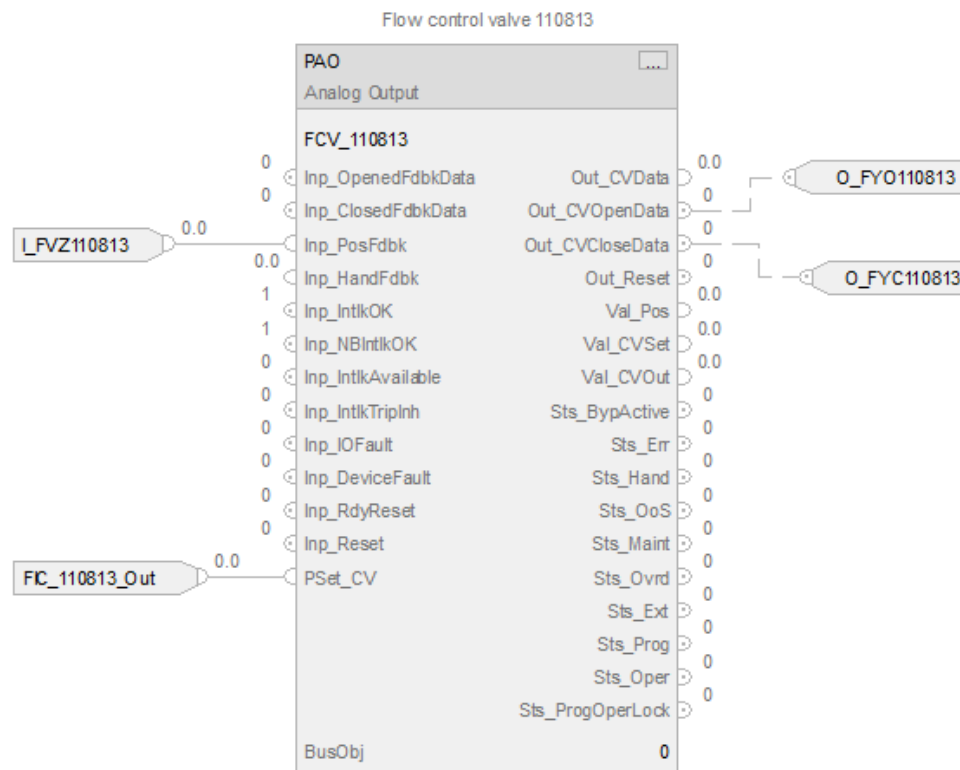 Flow control valve 110813
PAO
...
Analog Output
FCV_110813
0 Inp_OpenedFdbkData Out_CVData 0.0
0 Inp_ClosedFdbkData Out_CVOpenData 0 O_FYO110813
I_FVZ110813 0.0 Inp_PosFdbk Out_CVCloseData 0
0.0 Inp_HandFdbk Out_Reset 0 O_FYC110813
1 Inp_IntlkOK Val_Pos 0.0
1 Inp_NBIntlkOK Val_CVSet 0.0
0 Inp_IntlkAvailable Val_CVOut 0.0
0 Inp_IntlkTripInh Sts_BypActive 0
0 Inp_IOFault Sts_Err 0
0 Inp_DeviceFault Sts_Hand 0
0 Inp_RdyReset Sts_OoS 0
0 Inp_Reset Sts_Maint 0
FIC_110813_Out 0.0 PSet_CV Sts_Ovrd 0
Sts_Ext 0
Sts_Prog 0
Sts_Oper 0
Sts_ProgOperLock 0
BusObj 0